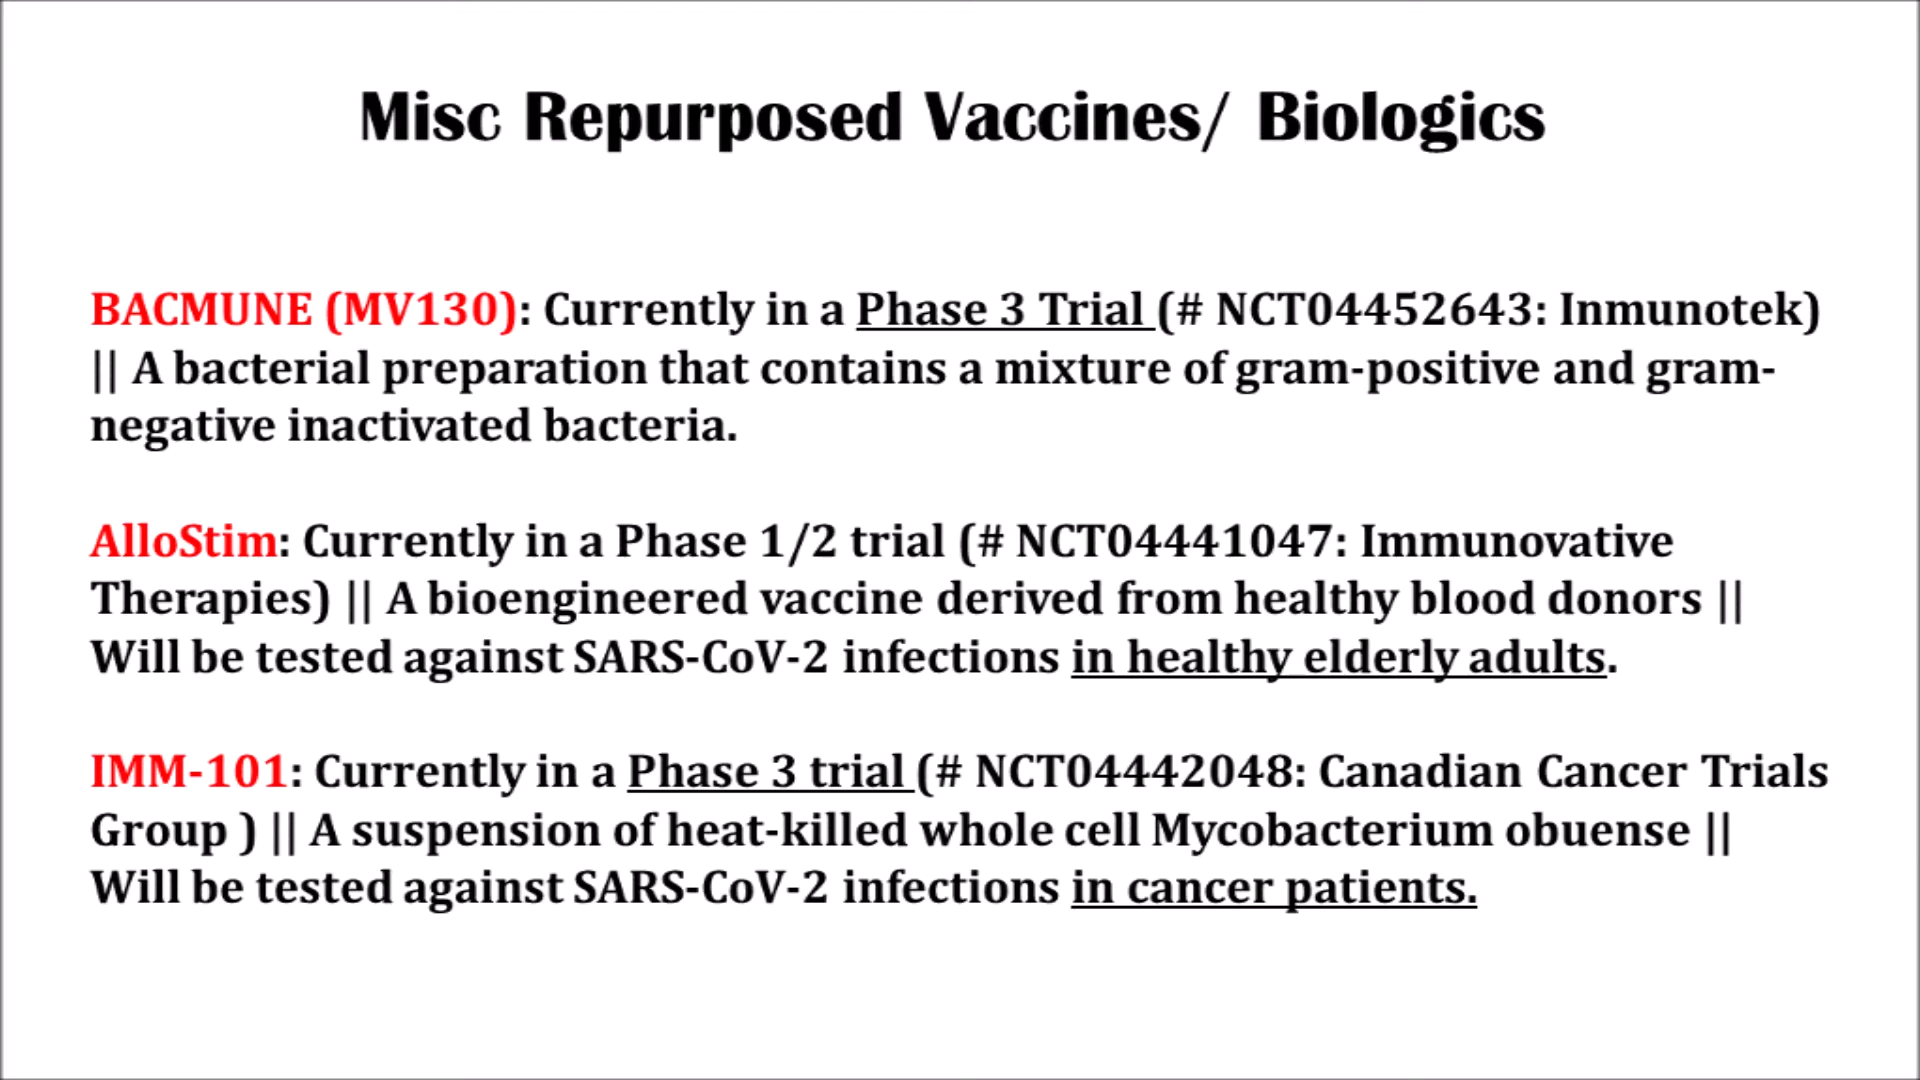 Misc Repurposed Vaccines/ Biologics
BACMUNE (MV130): Currently in a Phase 3 Trial (# NCT04452643: Inmunotek)
|| A bacterial preparation that contains a mixture of gram-positive and gram-
negative inactivated bacteria.
AlloStim: Currently in a Phase 1/2 trial (# NCT04441047: Immunovative
Therapies) || A bioengineered vaccine derived from healthy blood donors ||
Will be tested against SARS-CoV-2 infections in healthy elderly adults.
IMM-101: Currently in a Phase 3 trial (# NCT04442048: Canadian Cancer Trials
Group ) || A suspension of heat-killed whole cell Mycobacterium obuense ||
Will be tested against SARS-CoV-2 infections in cancer patients.